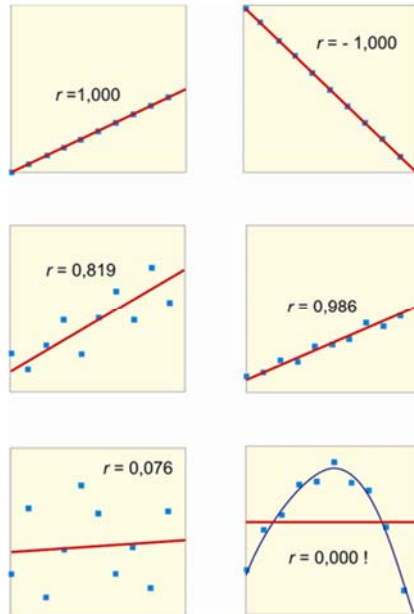 r =1,000
r = - 1,000
r = 0,819
r = 0,986
r = 0,076
r = 0,000 !